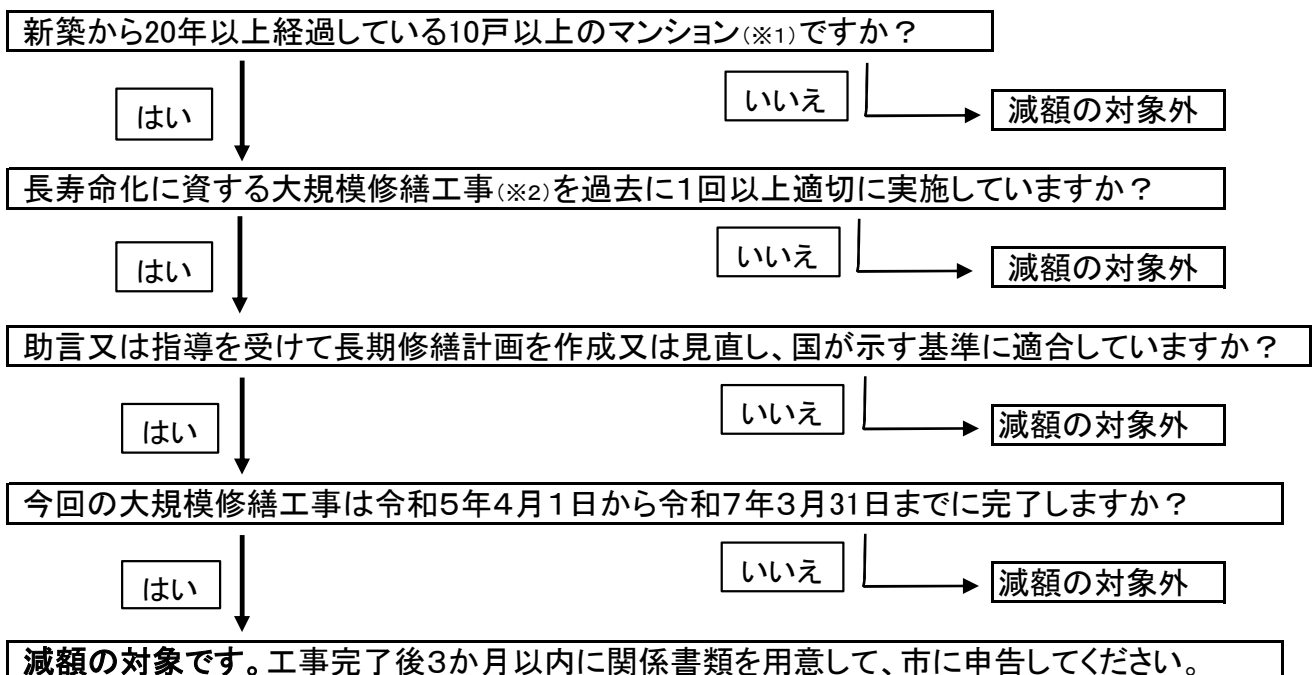 新築から20年以上経過している10戸以上のマンション(※1)ですか？
はい
いいえ
減額の対象外
長寿命化に資する大規模修繕工事(※2)を過去に１回以上適切に実施していますか？
はい
いいえ
減額の対象外
助言又は指導を受けて長期修繕計画を作成又は見直し、国が示す基準に適合していますか？
はい
いいえ
減額の対象外
今回の大規模修繕工事は令和５年４月１日から令和７年３月31日までに完了しますか？
はい
いいえ
減額の対象外
減額の対象です。工事完了後３か月以内に関係書類を用意して、市に申告してください。